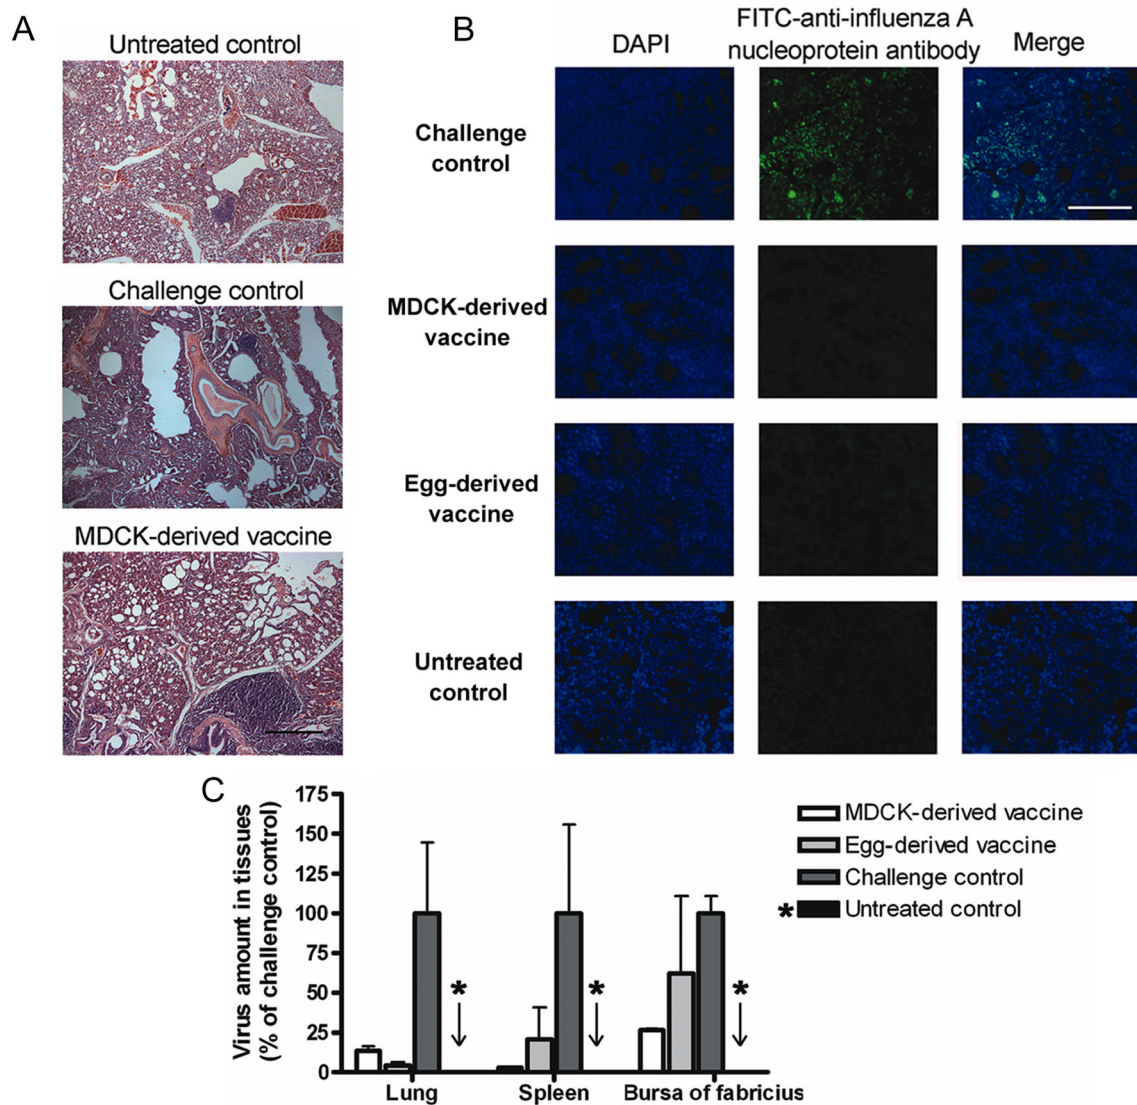 A
Untreated control
Challenge control
MDCK-derived vaccine
B
DAPI
FITC-anti-influenza A
nucleoprotein antibody
Merge
Challenge
control
MDCK-derived
vaccine
Egg-derived
vaccine
Untreated
control
C
Virus amount in tissues
(% of challenge control)
175
150
125
100
75
50
25
0
*
*
*
Lung
Spleen
Bursa of fabricius
MDCK-derived vaccine
Egg-derived vaccine
Challenge control
* Untreated control